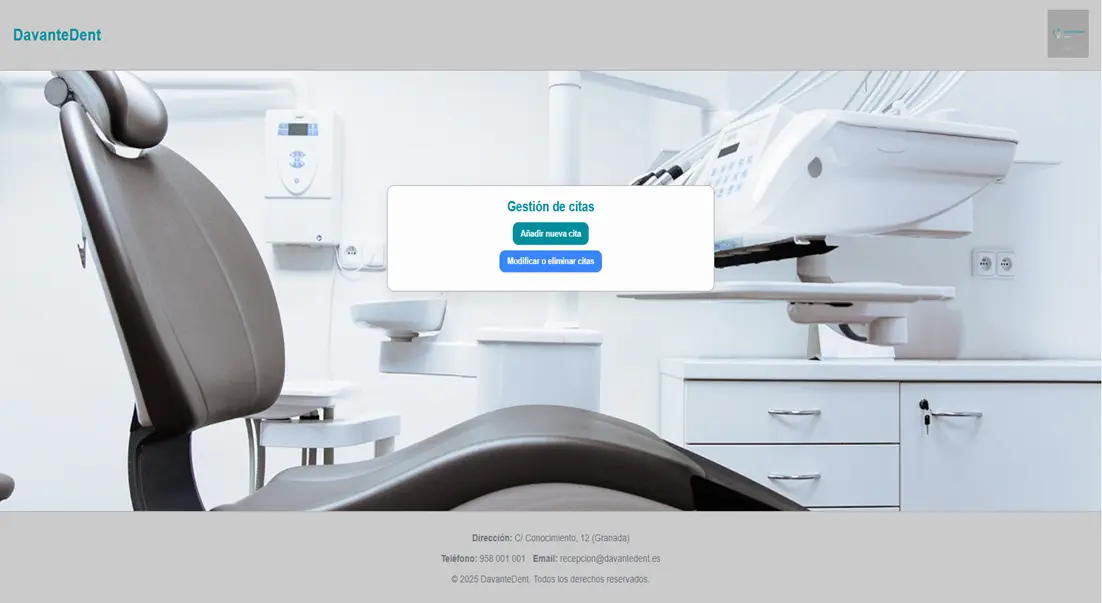 DavanteDent
Gestión de citas
Añadir nueva cita
Modificar o eliminar citas
Dirección: C/ Conocimiento, 12 (Granada)
Teléfono: 958 001 001 Email: recepcion@davantedent.es
© 2025 DavanteDent. Todos los derechos reservados.